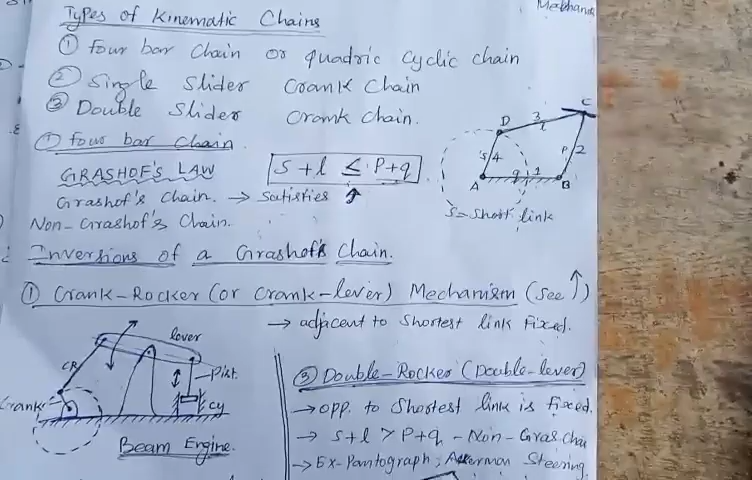 Mechanis
Types of Kinematic Chains
① Four bar Chain or quadric cyclic chain
② Single Slider Crank Chain
③ Double Slider Crank Chain.
① Four bar Chain.
GRASHOF'S LAW
S + l ≤ P+q
Grashof's Chain. → Satisfies ↑
Non-Grashof's Chain.
D 3 l C
S 4 P 2
A q 1 B
S = Short link
Inversions of a Grashof's Chain.
① Crank-Rocker (or Crank-lever) Mechanism (See ↑)
→ adjacent to Shortest link Fixed.
lever
CR
Pist.
Crank
Cy
Beam Engine.
③ Double-Rocker (Double-lever)
→ opp. to Shortest link is fixed.
→ S+l > P+q - Non-Gras Chai
→ Ex-Pantograph, Ackerman Steering.